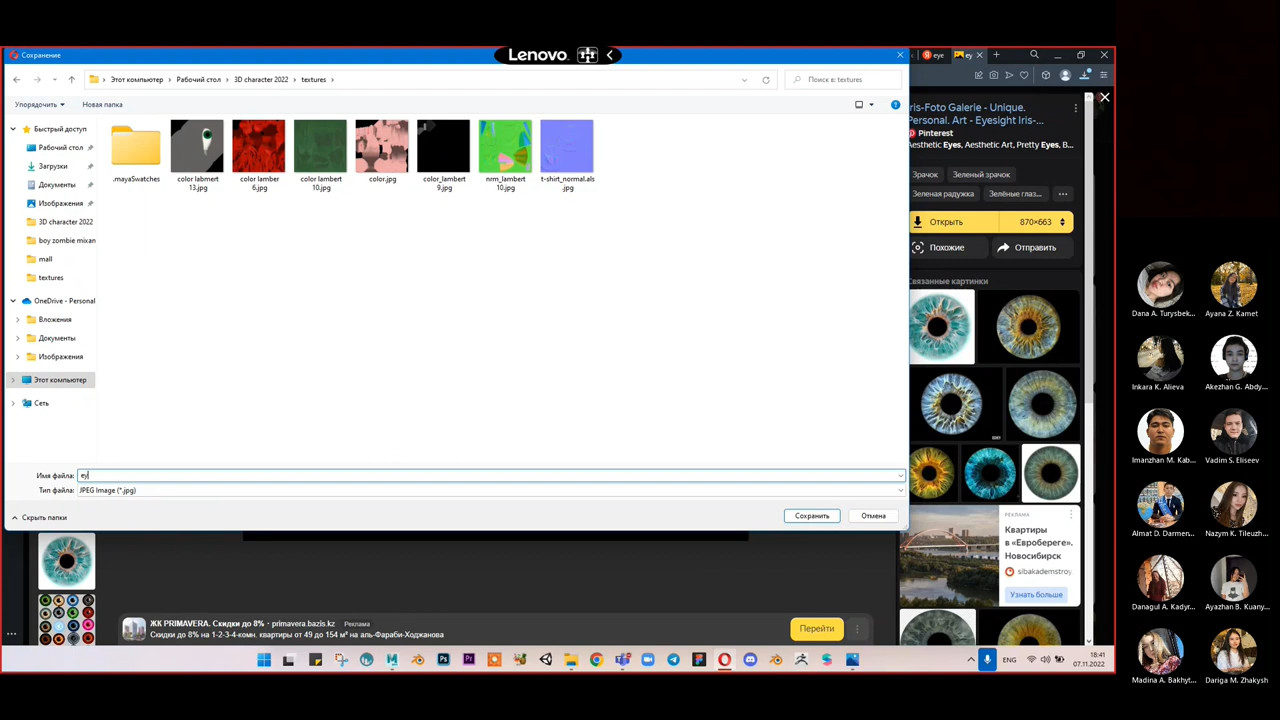 Lenovo
Сохранение
eye
ey
Этот компьютер
Рабочий стол
3D character 2022
textures
Поиск в: textures
Упорядочить
Новая папка
Быстрый доступ
Рабочий стол
Загрузки
Документы
Изображения
3D character 2022
boy zombie mixan
mall
textures
OneDrive - Personal
Вложения
Документы
Изображения
Этот компьютер
Сеть
.mayaSwatches
color labmert
13.jpg
color lamber
6.jpg
color lambert
10.jpg
color.jpg
color_lambert
9.jpg
nrm_lambert
10.jpg
t-shirt_normal.als
.jpg
Имя файла:
ey
Тип файла:
JPEG Image (*.jpg)
Скрыть папки
Сохранить
Отмена
ris-Foto Galerie - Unique.
Personal. Art - Eyesight Iris-...
Pinterest
Aesthetic Eyes, Aesthetic Art, Pretty Eyes, B...
Зрачок
Зеленый зрачок
Зеленая радужка
Зелёные глаз...
Открыть
870×663
Похожие
Отправить
Связанные картинки
РЕКЛАМА
Квартиры
в «Евробереге».
Новосибирск
sibakademstroy
Узнать больше
ЖК PRIMAVERA. Скидки до 8% · primavera.bazis.kz Реклама
Скидки до 8% на 1-2-3-4-комн. квартиры от 49 до 154 м² на аль-Фараби-Ходжанова
Перейти
ENG
18:41
07.11.2022
Dana A. Turysbek...
Ayana Z. Kamet
Inkara K. Alieva
Akezhan G. Abdy...
Imanzhan M. Kab...
Vadim S. Eliseev
Almat D. Darmen...
Nazym K. Tileuzh...
Danagul A. Kadyr...
Ayazhan B. Kuany...
Madina A. Bakhyt...
Dariga M. Zhakysh